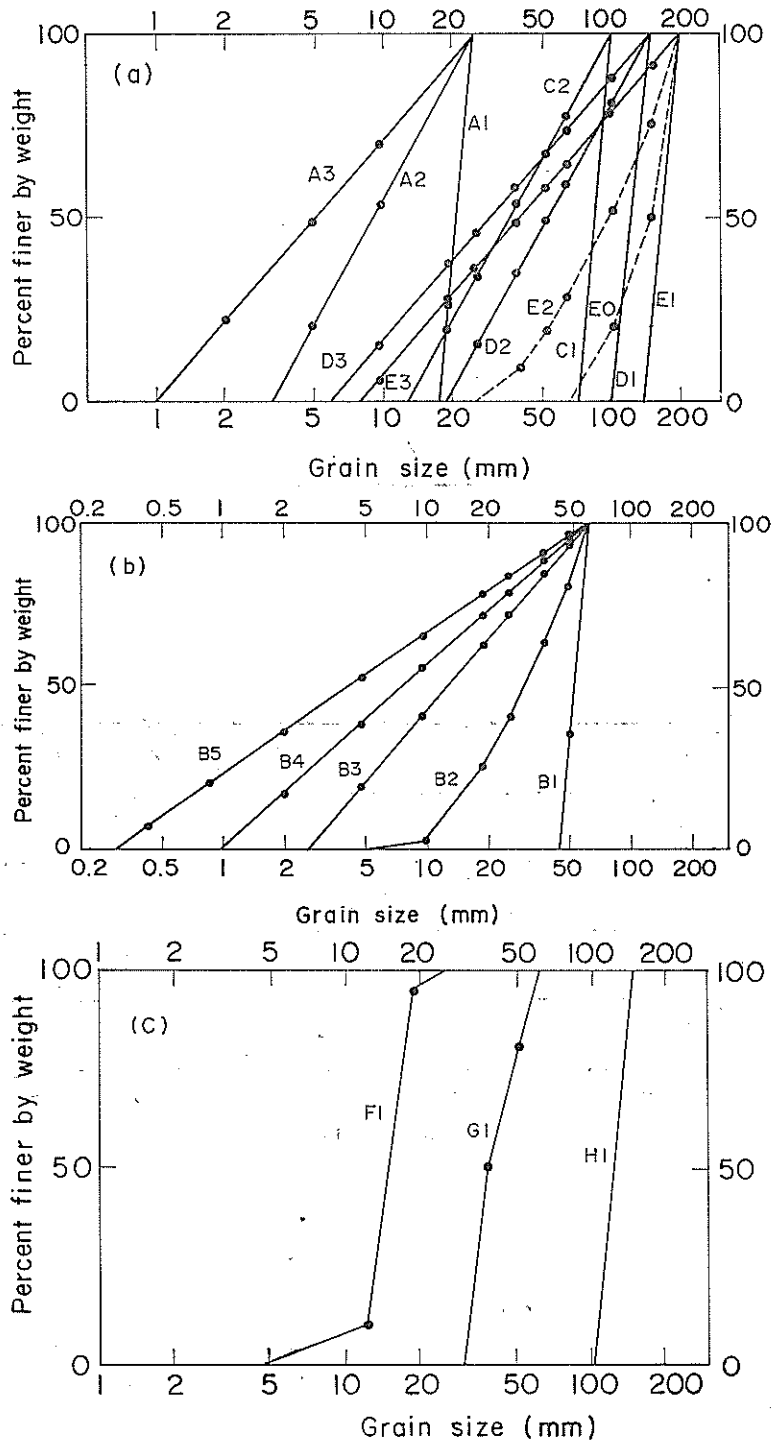 1 2 5 10 20 50 100 200
100 100
(a)
C2
A1
A3 A2
50 50
E2 EO E1
D3 E3 D2 C1 D1
0 0
1 2 5 10 20 50 100 200
Grain size (mm)
Percent finer by weight
0.2 0.5 1 2 5 10 20 50 100 200
100 100
(b)
50 50
B5 B4 B3 B2 B1
0 0
0.2 0.5 1 2 5 10 20 50 100 200
Grain size (mm)
Percent finer by weight
1 2 5 10 20 50 100 200
100 100
(C)
F1 G1 H1
50 50
0 0
1 2 5 10 20 50 100 200
Grain size (mm)
Percent finer by weight